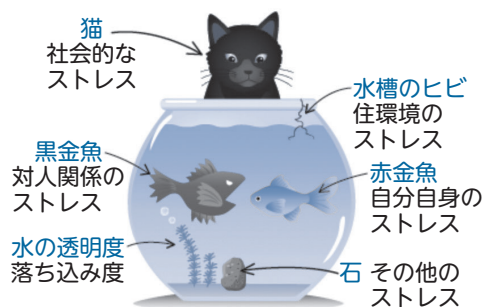 猫
社会的な
ストレス
水槽のヒビ
住環境の
ストレス
黒金魚
対人関係の
ストレス
赤金魚
自分自身の
ストレス
水の透明度
落ち込み度
石 その他の
ストレス